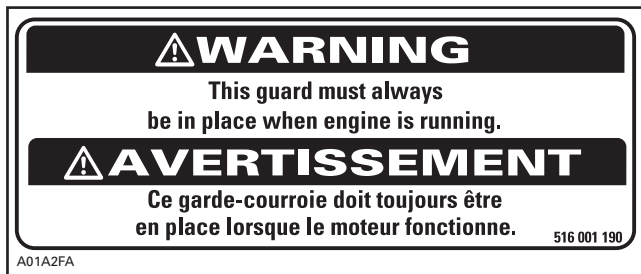 ⚠WARNING
This guard must always
be in place when engine is running.
⚠AVERTISSEMENT
Ce garde-courroie doit toujours être
en place lorsque le moteur fonctionne.
516 001 190
A01A2FA